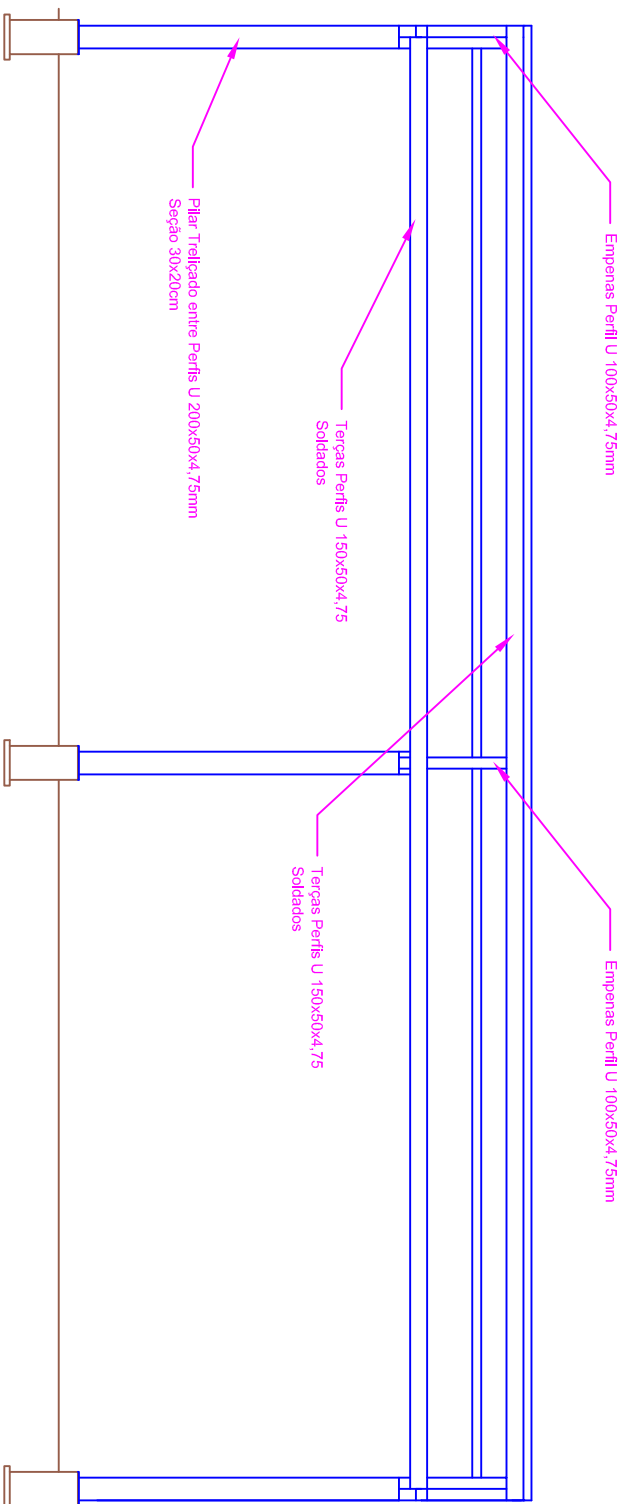 Empenas Perfil U 100x50x4,75mm
Empenas Perfil U 100x50x4,75mm
Terças Perfis U 150x50x4,75
Soldados
Terças Perfis U 150x50x4,75
Soldados
Pilar Treliçado entre Perfis U 200x50x4,75mm
Seção 30x20cm